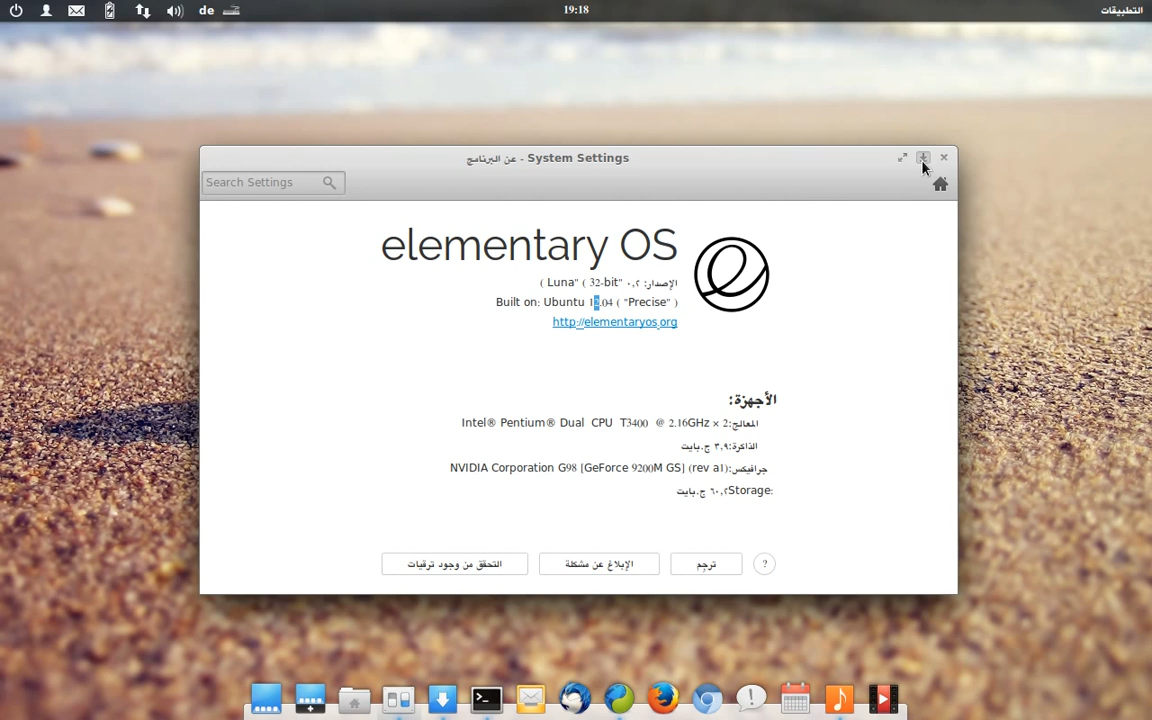 de
19:18
التطبيقات
System Settings - عن البرنامج
Search Settings
elementary OS
الإصدار: ٠٫٢ "Luna" ( 32-bit )
Built on: Ubuntu 12.04 ( "Precise" )
http://elementaryos.org
الأجهزة:
المعالج: Intel® Pentium® Dual CPU T3400 @ 2.16GHz × 2
الذاكرة: ٣٫٩ ج.بايت
جرافيكس: NVIDIA Corporation G98 [GeForce 9200M GS] (rev a1)
Storage: ٦٠٫٢ ج.بايت
التحقق من وجود ترقيات
الإبلاغ عن مشكلة
ترجم
?